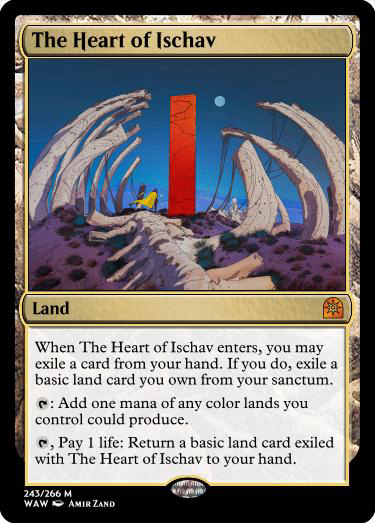 The Heart of Ischav
Land
When The Heart of Ischav enters, you may
exile a card from your hand. If you do, exile a
basic land card you own from your sanctum.
: Add one mana of any color lands you
control could produce.
, Pay 1 life: Return a basic land card exiled
with The Heart of Ischav to your hand.
243/266 M
WAW Amir Zand